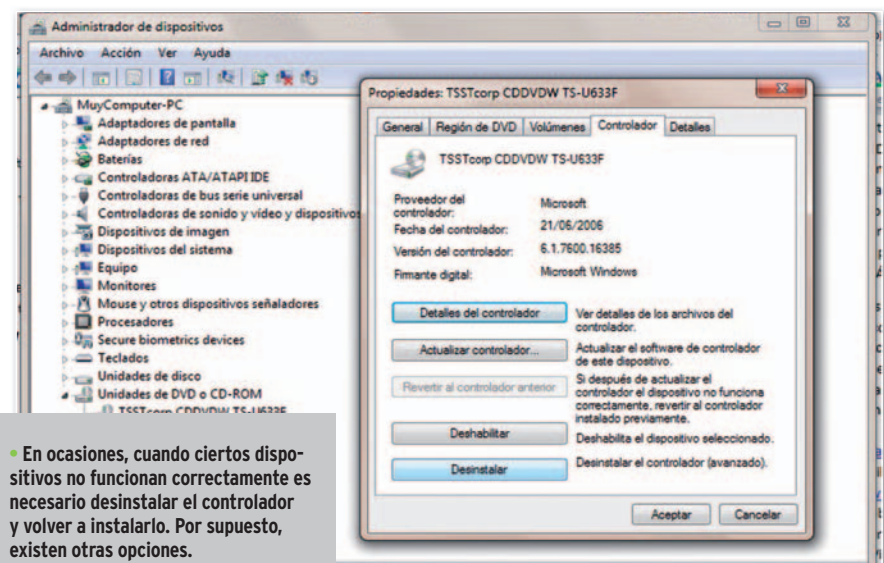 Administrador de dispositivos
Archivo Acción Ver Ayuda
MuyComputer-PC
Adaptadores de pantalla
Adaptadores de red
Baterías
Controladoras ATA/ATAPI IDE
Controladoras de bus serie universal
Controladoras de sonido y vídeo y dispositivos
Dispositivos de imagen
Dispositivos del sistema
Equipo
Monitores
Mouse y otros dispositivos señaladores
Procesadores
Secure biometrics devices
Teclados
Unidades de disco
Unidades de DVD o CD-ROM
TSSTcorp CDDVDW TS-U633F
Propiedades: TSSTcorp CDDVDW TS-U633F
General Región de DVD Volúmenes Controlador Detalles
TSSTcorp CDDVDW TS-U633F
Proveedor del controlador: Microsoft
Fecha del controlador: 21/06/2006
Versión del controlador: 6.1.7600.16385
Firmante digital: Microsoft Windows
Detalles del controlador
Ver detalles de los archivos del
controlador.
Actualizar controlador...
Actualizar el software de controlador
de este dispositivo.
Revertir al controlador anterior
Si después de actualizar el
controlador el dispositivo no funciona
correctamente, revertir al controlador
instalado previamente.
Deshabilitar
Deshabilita el dispositivo seleccionado.
Desinstalar
Desinstalar el controlador (avanzado).
Aceptar Cancelar
• En ocasiones, cuando ciertos dispo-
sitivos no funcionan correctamente es
necesario desinstalar el controlador
y volver a instalarlo. Por supuesto,
existen otras opciones.